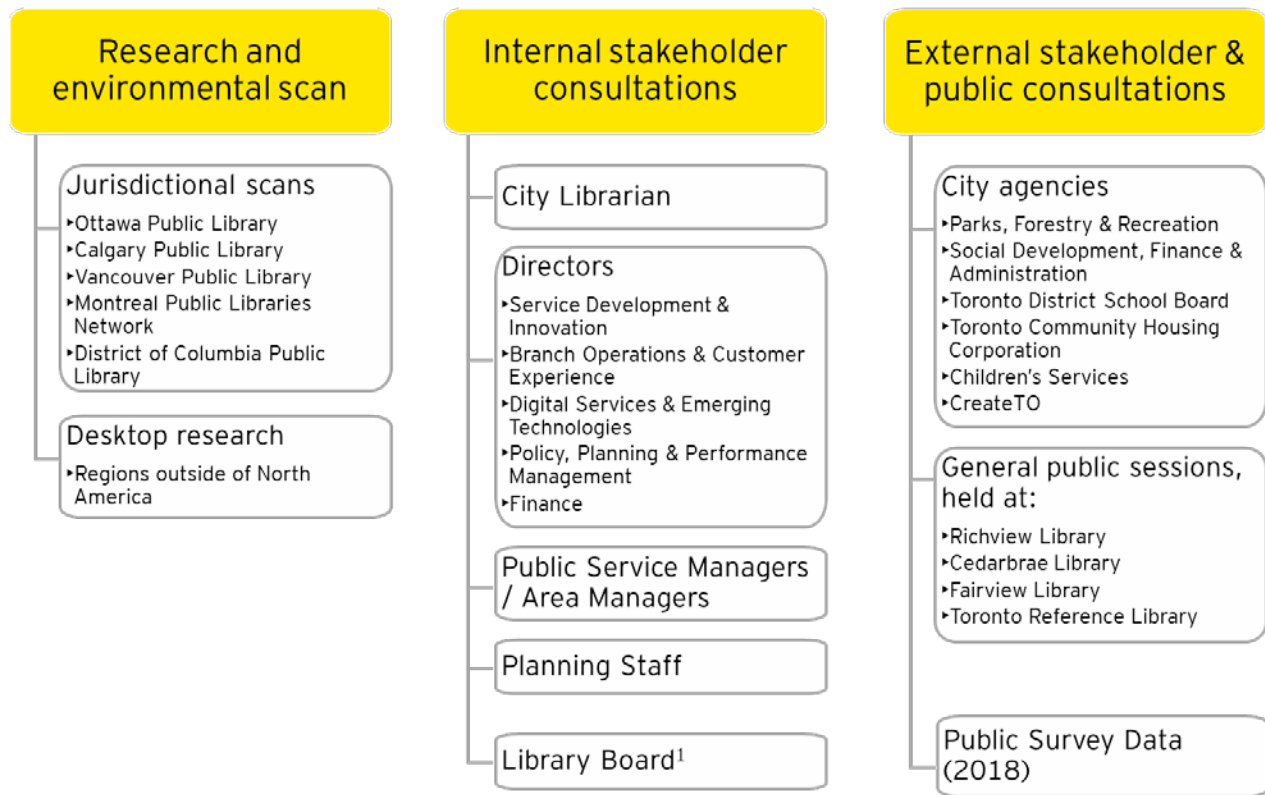 Research and
environmental scan
Jurisdictional scans
‣Ottawa Public Library
‣Calgary Public Library
‣Vancouver Public Library
‣Montreal Public Libraries
Network
‣District of Columbia Public
Library
Desktop research
‣Regions outside of North
America
Internal stakeholder
consultations
City Librarian
Directors
‣Service Development &
Innovation
‣Branch Operations & Customer
Experience
‣Digital Services & Emerging
Technologies
‣Policy, Planning & Performance
Management
‣Finance
Public Service Managers
/ Area Managers
Planning Staff
Library Board¹
External stakeholder &
public consultations
City agencies
‣Parks, Forestry & Recreation
‣Social Development, Finance &
Administration
‣Toronto District School Board
‣Toronto Community Housing
Corporation
‣Children’s Services
‣CreateTO
General public sessions,
held at:
‣Richview Library
‣Cedarbrae Library
‣Fairview Library
‣Toronto Reference Library
Public Survey Data
(2018)